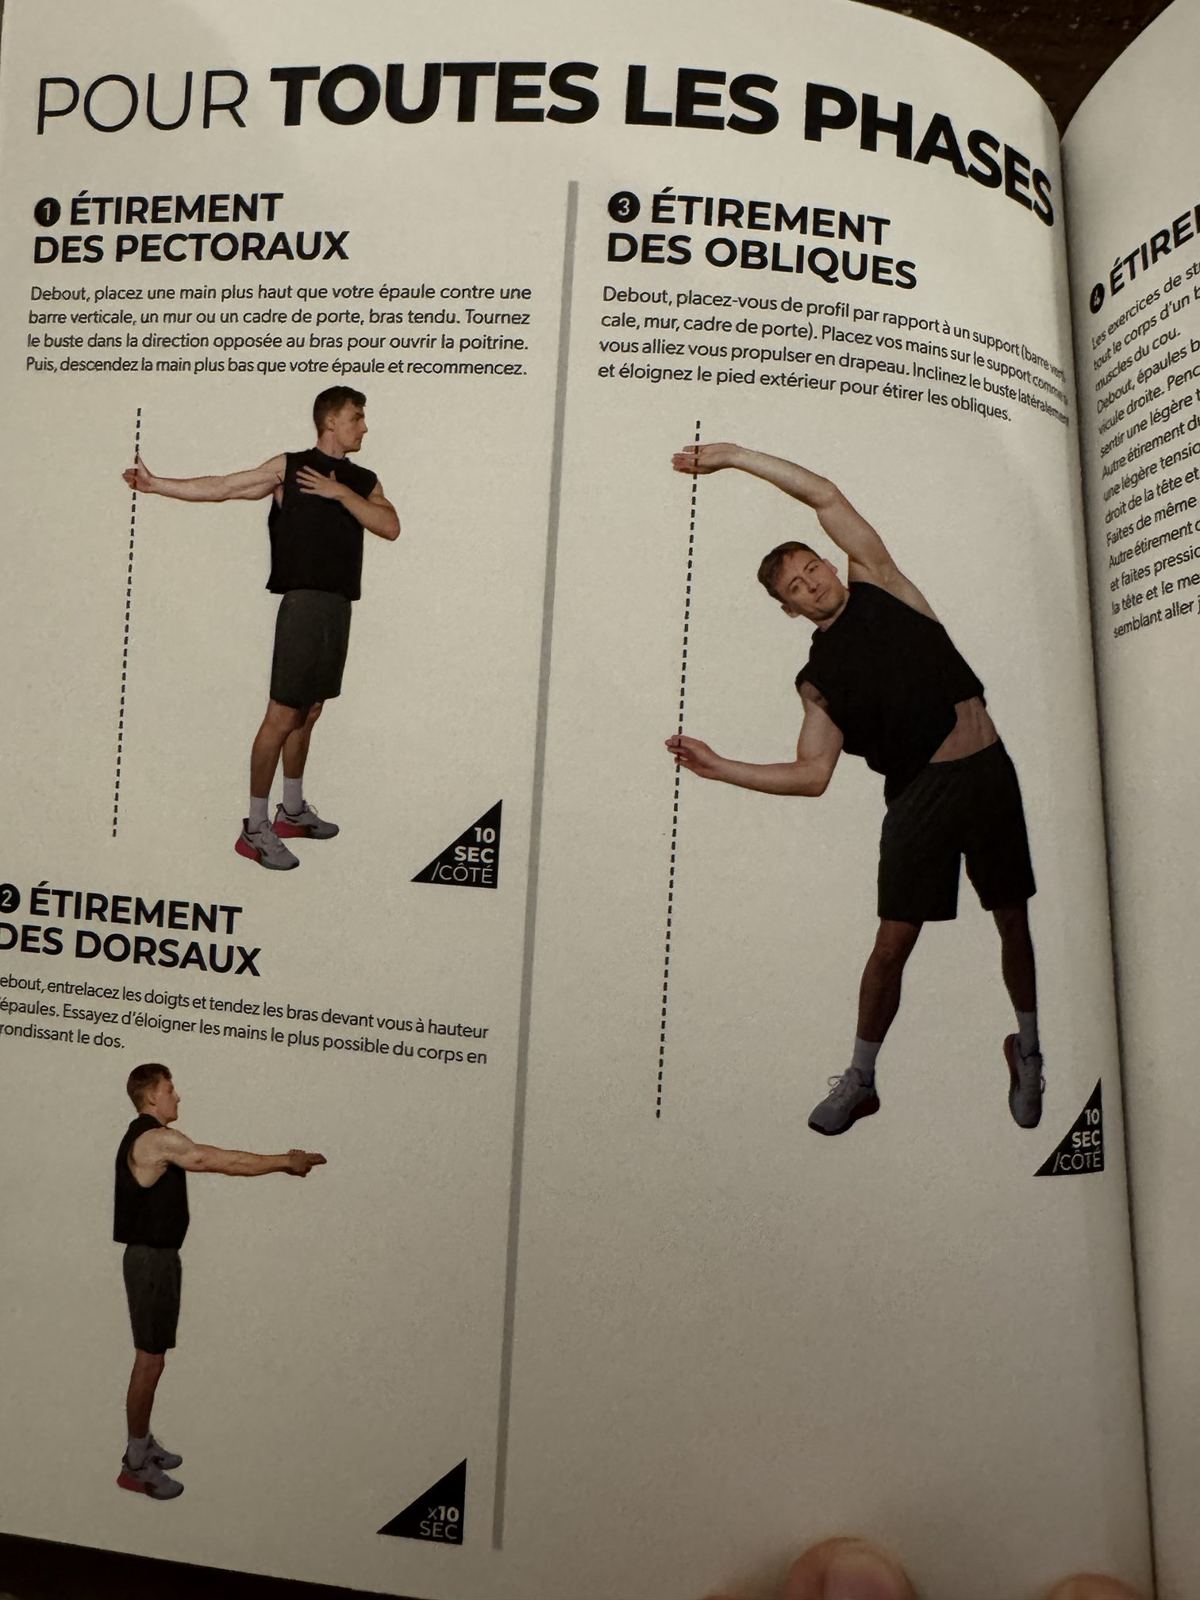 POUR TOUTES LES PHASES
1 ÉTIREMENT
DES PECTORAUX
Debout, placez une main plus haut que votre épaule contre une
barre verticale, un mur ou un cadre de porte, bras tendu. Tournez
le buste dans la direction opposée au bras pour ouvrir la poitrine.
Puis, descendez la main plus bas que votre épaule et recommencez.
10
SEC
/CÔTÉ
2 ÉTIREMENT
DES DORSAUX
ebout, entrelacez les doigts et tendez les bras devant vous à hauteur
épaules. Essayez d'éloigner les mains le plus possible du corps en
rondissant le dos.
x10
SEC
3 ÉTIREMENT
DES OBLIQUES
Debout, placez-vous de profil par rapport à un support (barre verti
cale, mur, cadre de porte). Placez vos mains sur le support comme si
vous alliez vous propulser en drapeau. Inclinez le buste latéralement
et éloignez le pied extérieur pour étirer les obliques.
10
SEC
/CÔTÉ
4 ÉTIREM
Les exercices de st
tout le corps d'un b
muscles du cou.
Debout, épaules b
vicule droite. Penc
sentir une légère t
Autre étirement du
une légère tensio
droit de la tête et
Faites de même
Autre étirement d
et faites pressio
la tête et le me
semblant aller j